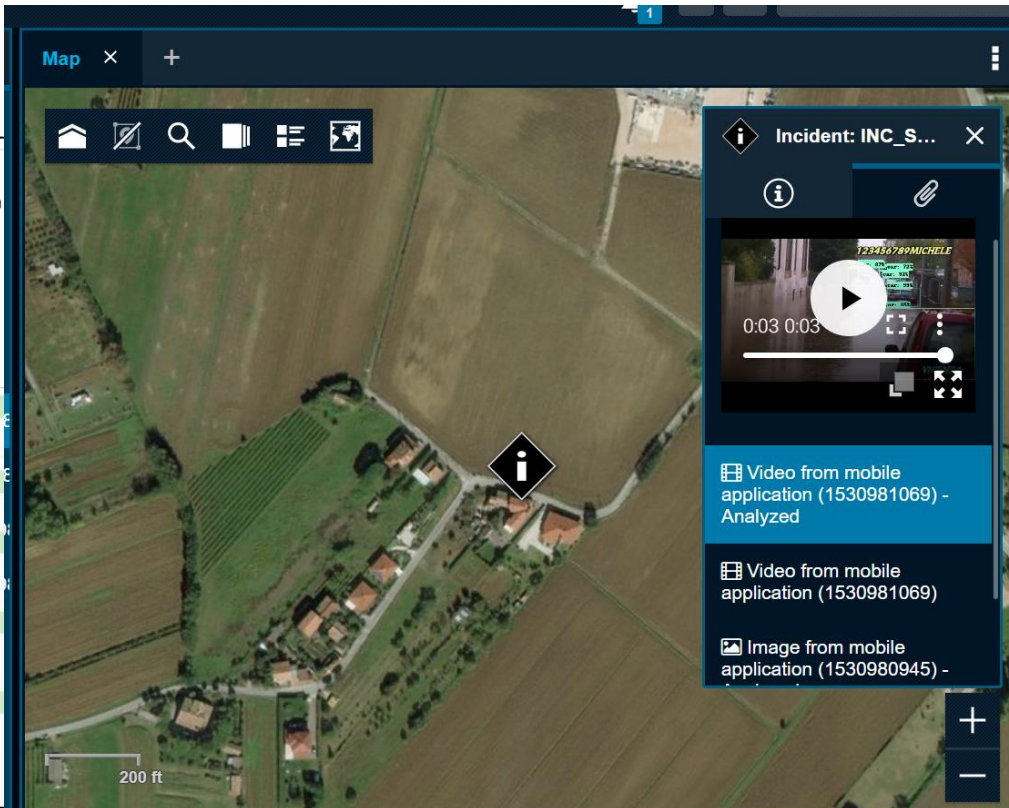 1
Map
Incident: INC_S...
123456789MICHELE
0:03 0:03
Video from mobile
application (1530981069) -
Analyzed
Video from mobile
application (1530981069)
Image from mobile
application (1530980945) -
200 ft